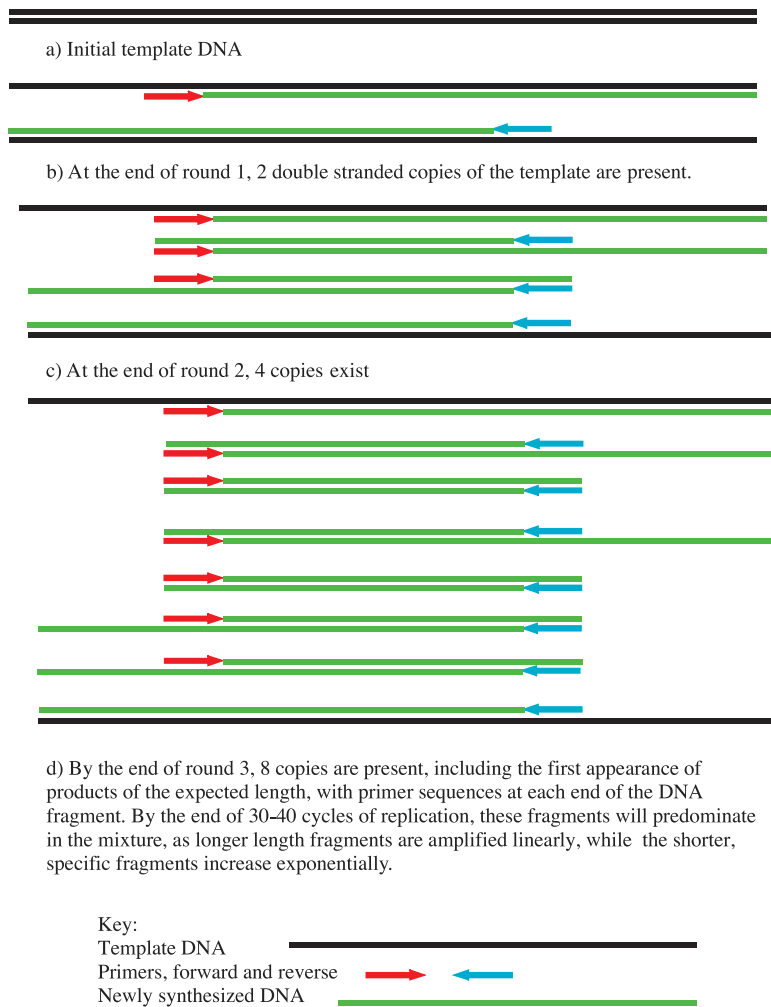 a) Initial template DNA
b) At the end of round 1, 2 double stranded copies of the template are present.
c) At the end of round 2, 4 copies exist
d) By the end of round 3, 8 copies are present, including the first appearance of
products of the expected length, with primer sequences at each end of the DNA
fragment. By the end of 30-40 cycles of replication, these fragments will predominate
in the mixture, as longer length fragments are amplified linearly, while the shorter,
specific fragments increase exponentially.
Key:
Template DNA
Primers, forward and reverse
Newly synthesized DNA